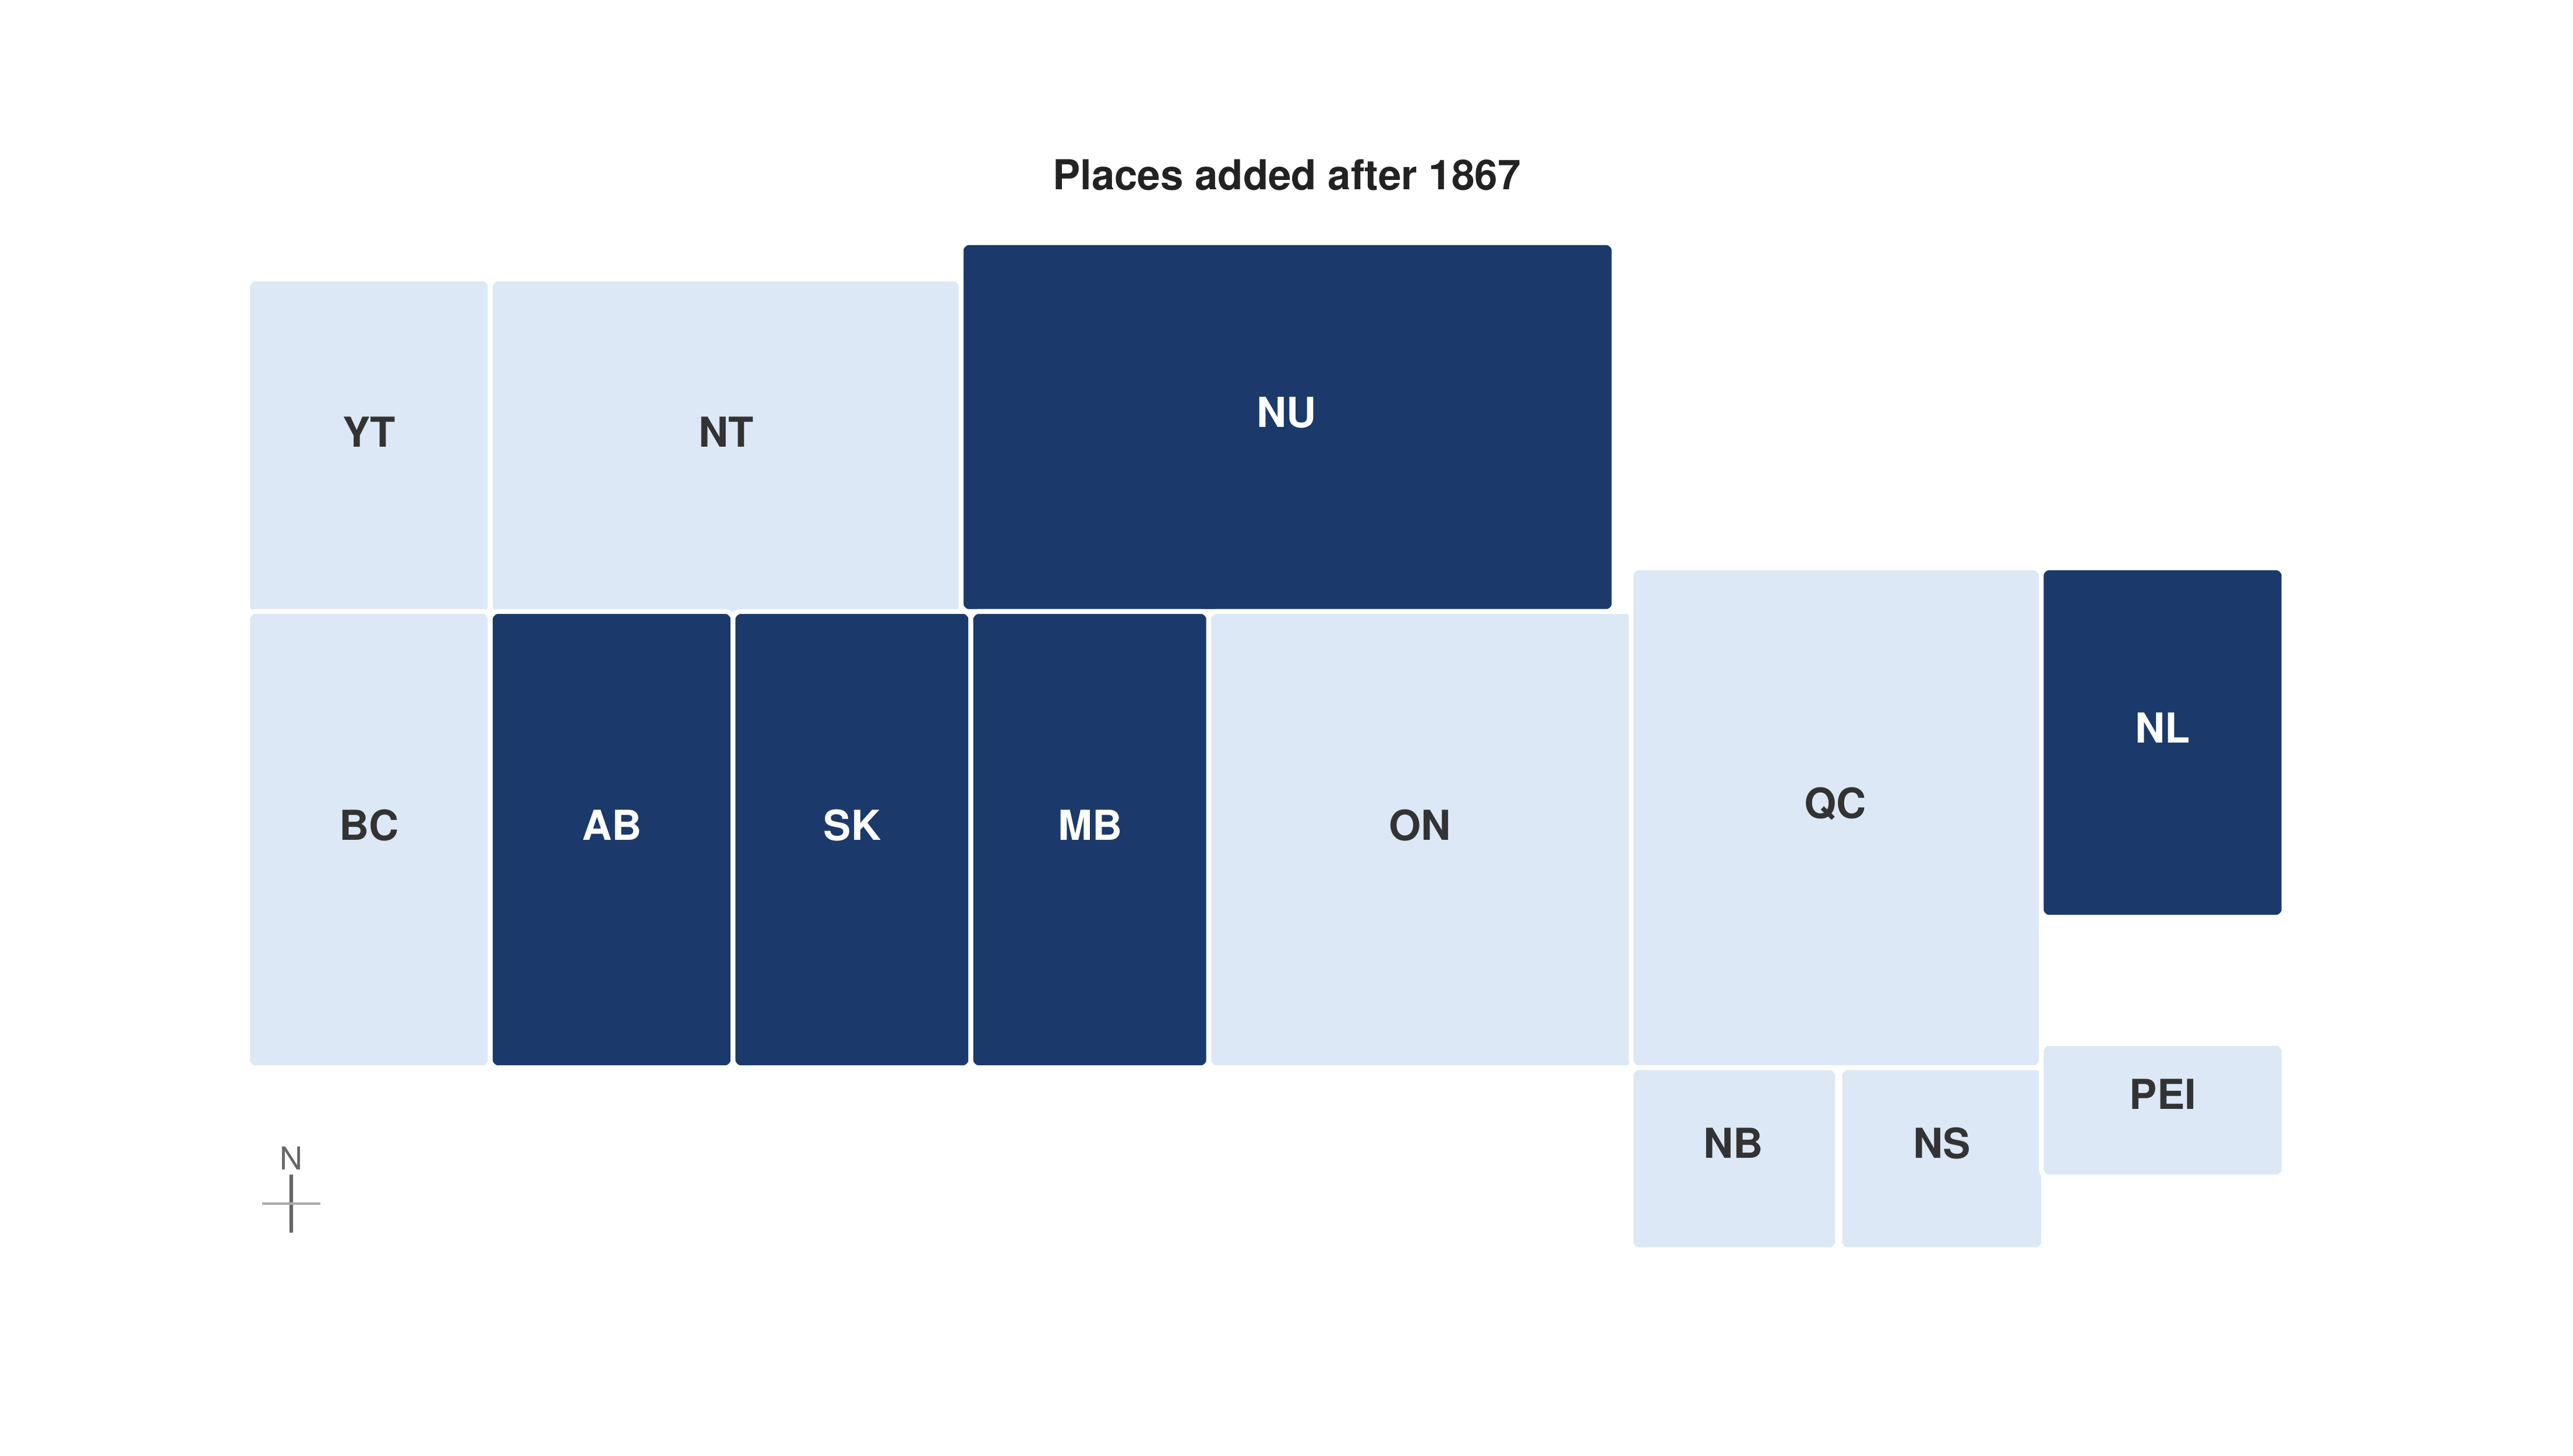 Places added after 1867
NU
YT
NT
NL
QC
BC
AB
SK
MB
ON
PEI
NB
NS
N